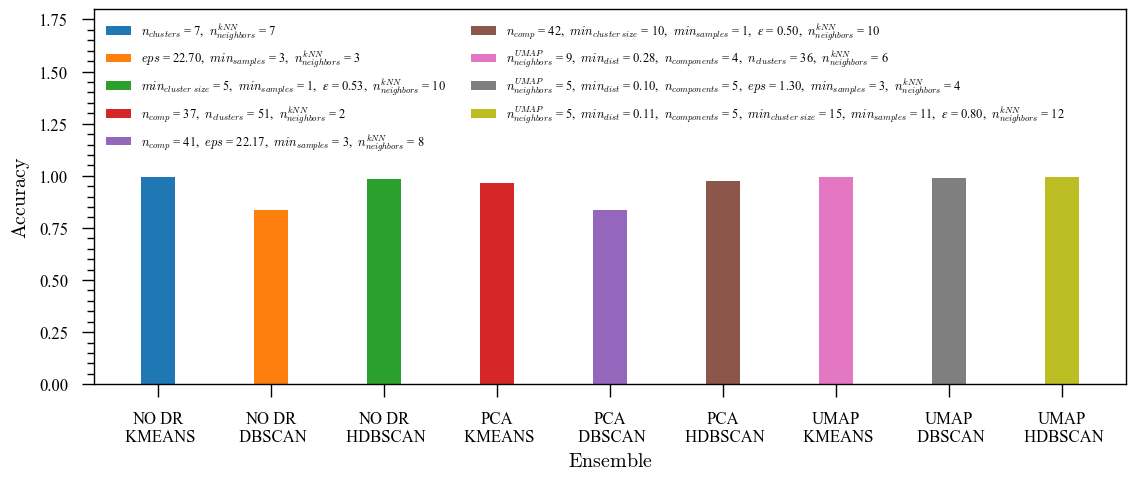 Accuracy
1.75
1.50
1.25
1.00
0.75
0.50
0.25
0.00
n_clusters = 7, n_neighbors^kNN = 7
eps = 22.70, min_samples = 3, n_neighbors^kNN = 3
min_cluster size = 5, min_samples = 1, ε = 0.53, n_neighbors^kNN = 10
n_comp = 37, n_clusters = 51, n_neighbors^kNN = 2
n_comp = 41, eps = 22.17, min_samples = 3, n_neighbors^kNN = 8
n_comp = 42, min_cluster size = 10, min_samples = 1, ε = 0.50, n_neighbors^kNN = 10
n_neighbors^UMAP = 9, min_dist = 0.28, n_components = 4, n_clusters = 36, n_neighbors^kNN = 6
n_neighbors^UMAP = 5, min_dist = 0.10, n_components = 5, eps = 1.30, min_samples = 3, n_neighbors^kNN = 4
n_neighbors^UMAP = 5, min_dist = 0.11, n_components = 5, min_cluster size = 15, min_samples = 11, ε = 0.80, n_neighbors^kNN = 12
NO DR
KMEANS
NO DR
DBSCAN
NO DR
HDBSCAN
PCA
KMEANS
PCA
DBSCAN
PCA
HDBSCAN
UMAP
KMEANS
UMAP
DBSCAN
UMAP
HDBSCAN
Ensemble